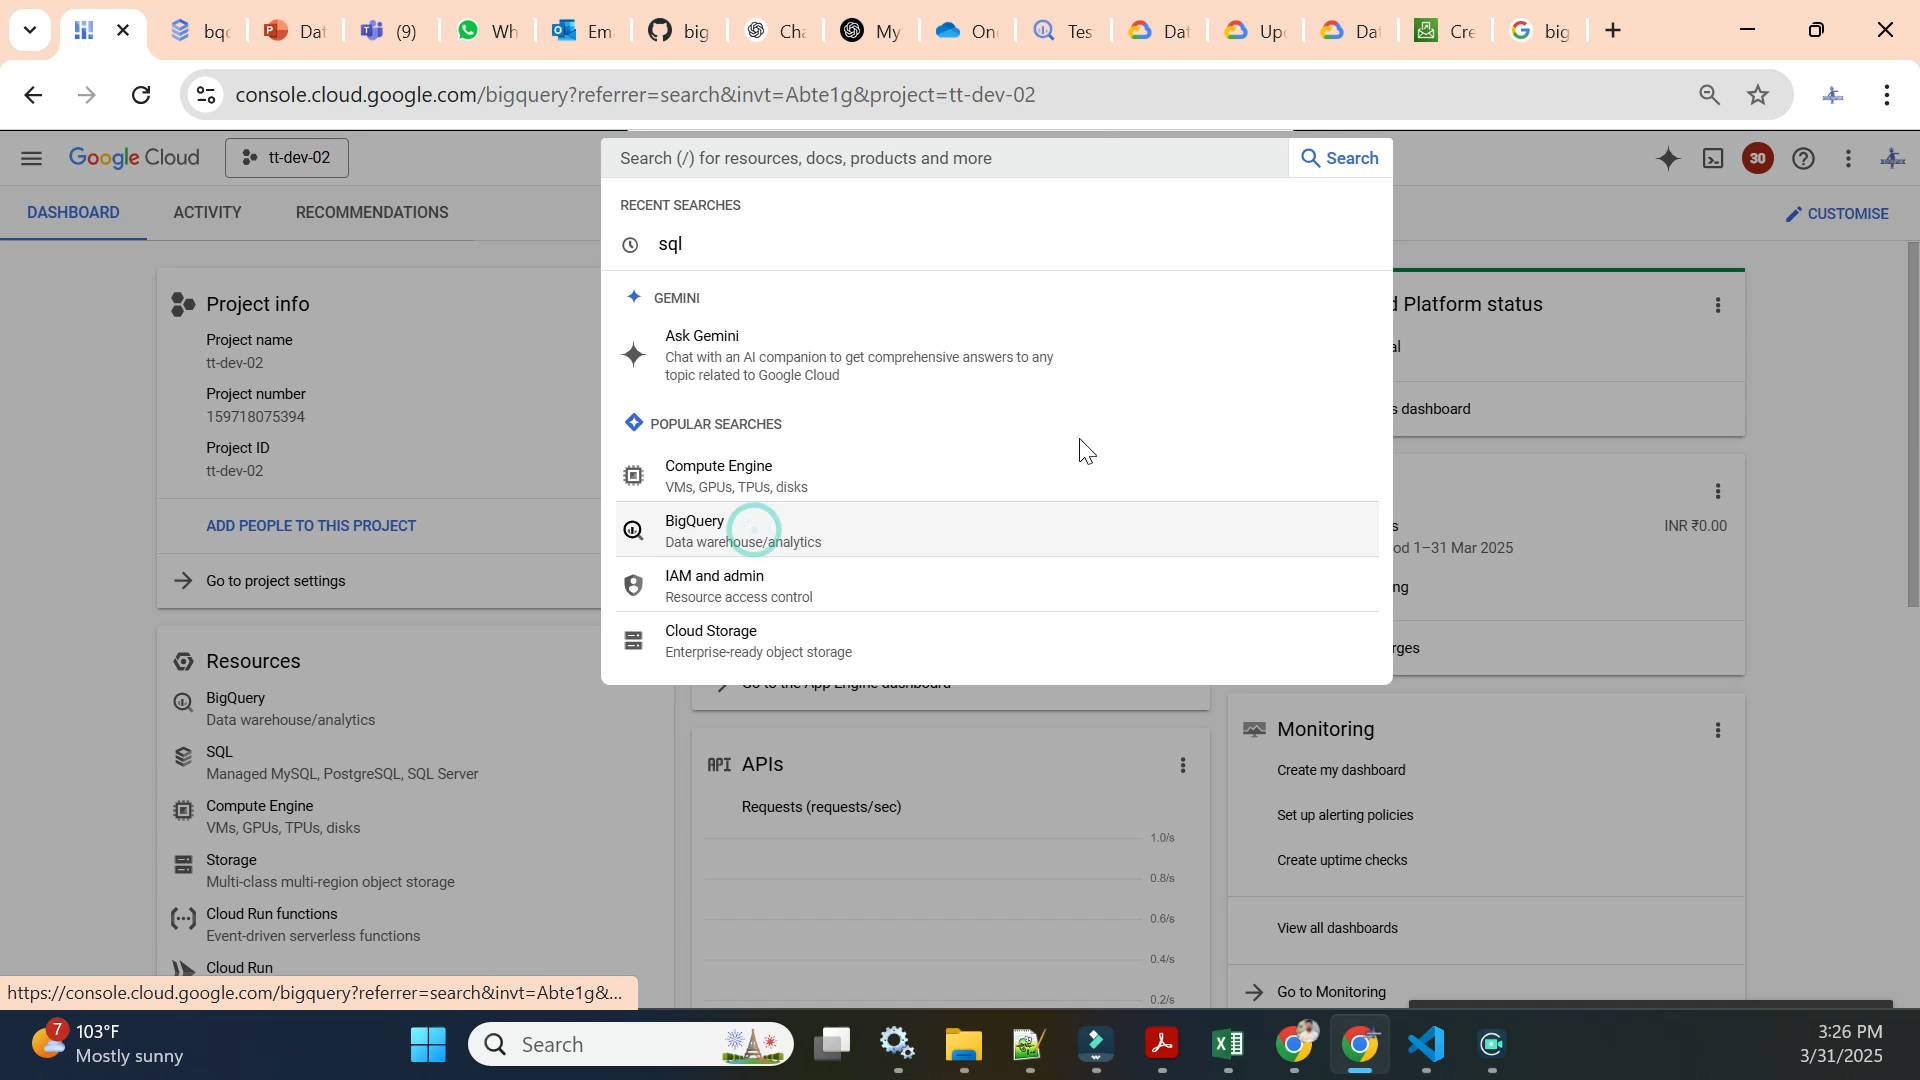 bqc
Dat
(9)
Wh
Em
big
Cha
My
One
Tes
Dat
Up
Dat
Cre
big
console.cloud.google.com/bigquery?referrer=search&invt=Abte1g&project=tt-dev-02
Google Cloud
tt-dev-02
Search (/) for resources, docs, products and more
Search
30
DASHBOARD
ACTIVITY
RECOMMENDATIONS
CUSTOMISE
RECENT SEARCHES
sql
GEMINI
Ask Gemini
Chat with an AI companion to get comprehensive answers to any
topic related to Google Cloud
POPULAR SEARCHES
Compute Engine
VMs, GPUs, TPUs, disks
BigQuery
Data warehouse/analytics
IAM and admin
Resource access control
Cloud Storage
Enterprise-ready object storage
Project info
Project name
tt-dev-02
Project number
159718075394
Project ID
tt-dev-02
ADD PEOPLE TO THIS PROJECT
Go to project settings
Resources
BigQuery
Data warehouse/analytics
SQL
Managed MySQL, PostgreSQL, SQL Server
Compute Engine
VMs, GPUs, TPUs, disks
Storage
Multi-class multi-region object storage
Cloud Run functions
Event-driven serverless functions
Cloud Run
Go to the App Engine dashboard
APIs
API
Requests (requests/sec)
1.0/s
0.8/s
0.6/s
0.4/s
0.2/s
d Platform status
al
s dashboard
s
INR ₹0.00
od 1–31 Mar 2025
ng
rges
Monitoring
Create my dashboard
Set up alerting policies
Create uptime checks
View all dashboards
Go to Monitoring
https://console.cloud.google.com/bigquery?referrer=search&invt=Abte1g&...
7
103°F
Mostly sunny
Search
3:26 PM
3/31/2025